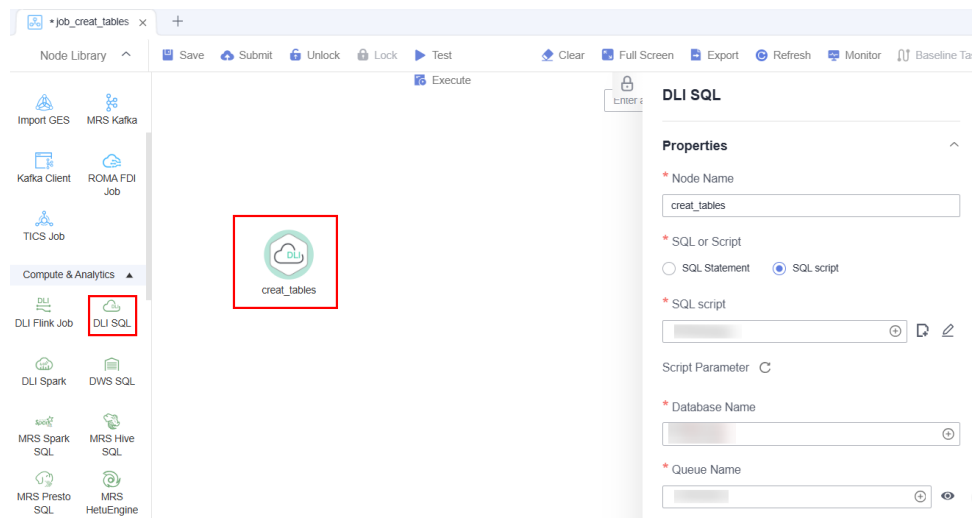 * job_creat_tables
Node Library
Save Submit Unlock Lock Test Clear Full Screen Export Refresh Monitor Baseline Tas
Execute
Import GES MRS Kafka
Kafka Client ROMA FDI
Job
TICS Job
Compute & Analytics
DLI Flink Job DLI SQL
DLI Spark DWS SQL
MRS Spark MRS Hive
SQL SQL
MRS Presto MRS
SQL HetuEngine
DLI
creat_tables
Enter a
DLI SQL
Properties
* Node Name
creat_tables
* SQL or Script
SQL Statement SQL script
* SQL script
Script Parameter
* Database Name
* Queue Name